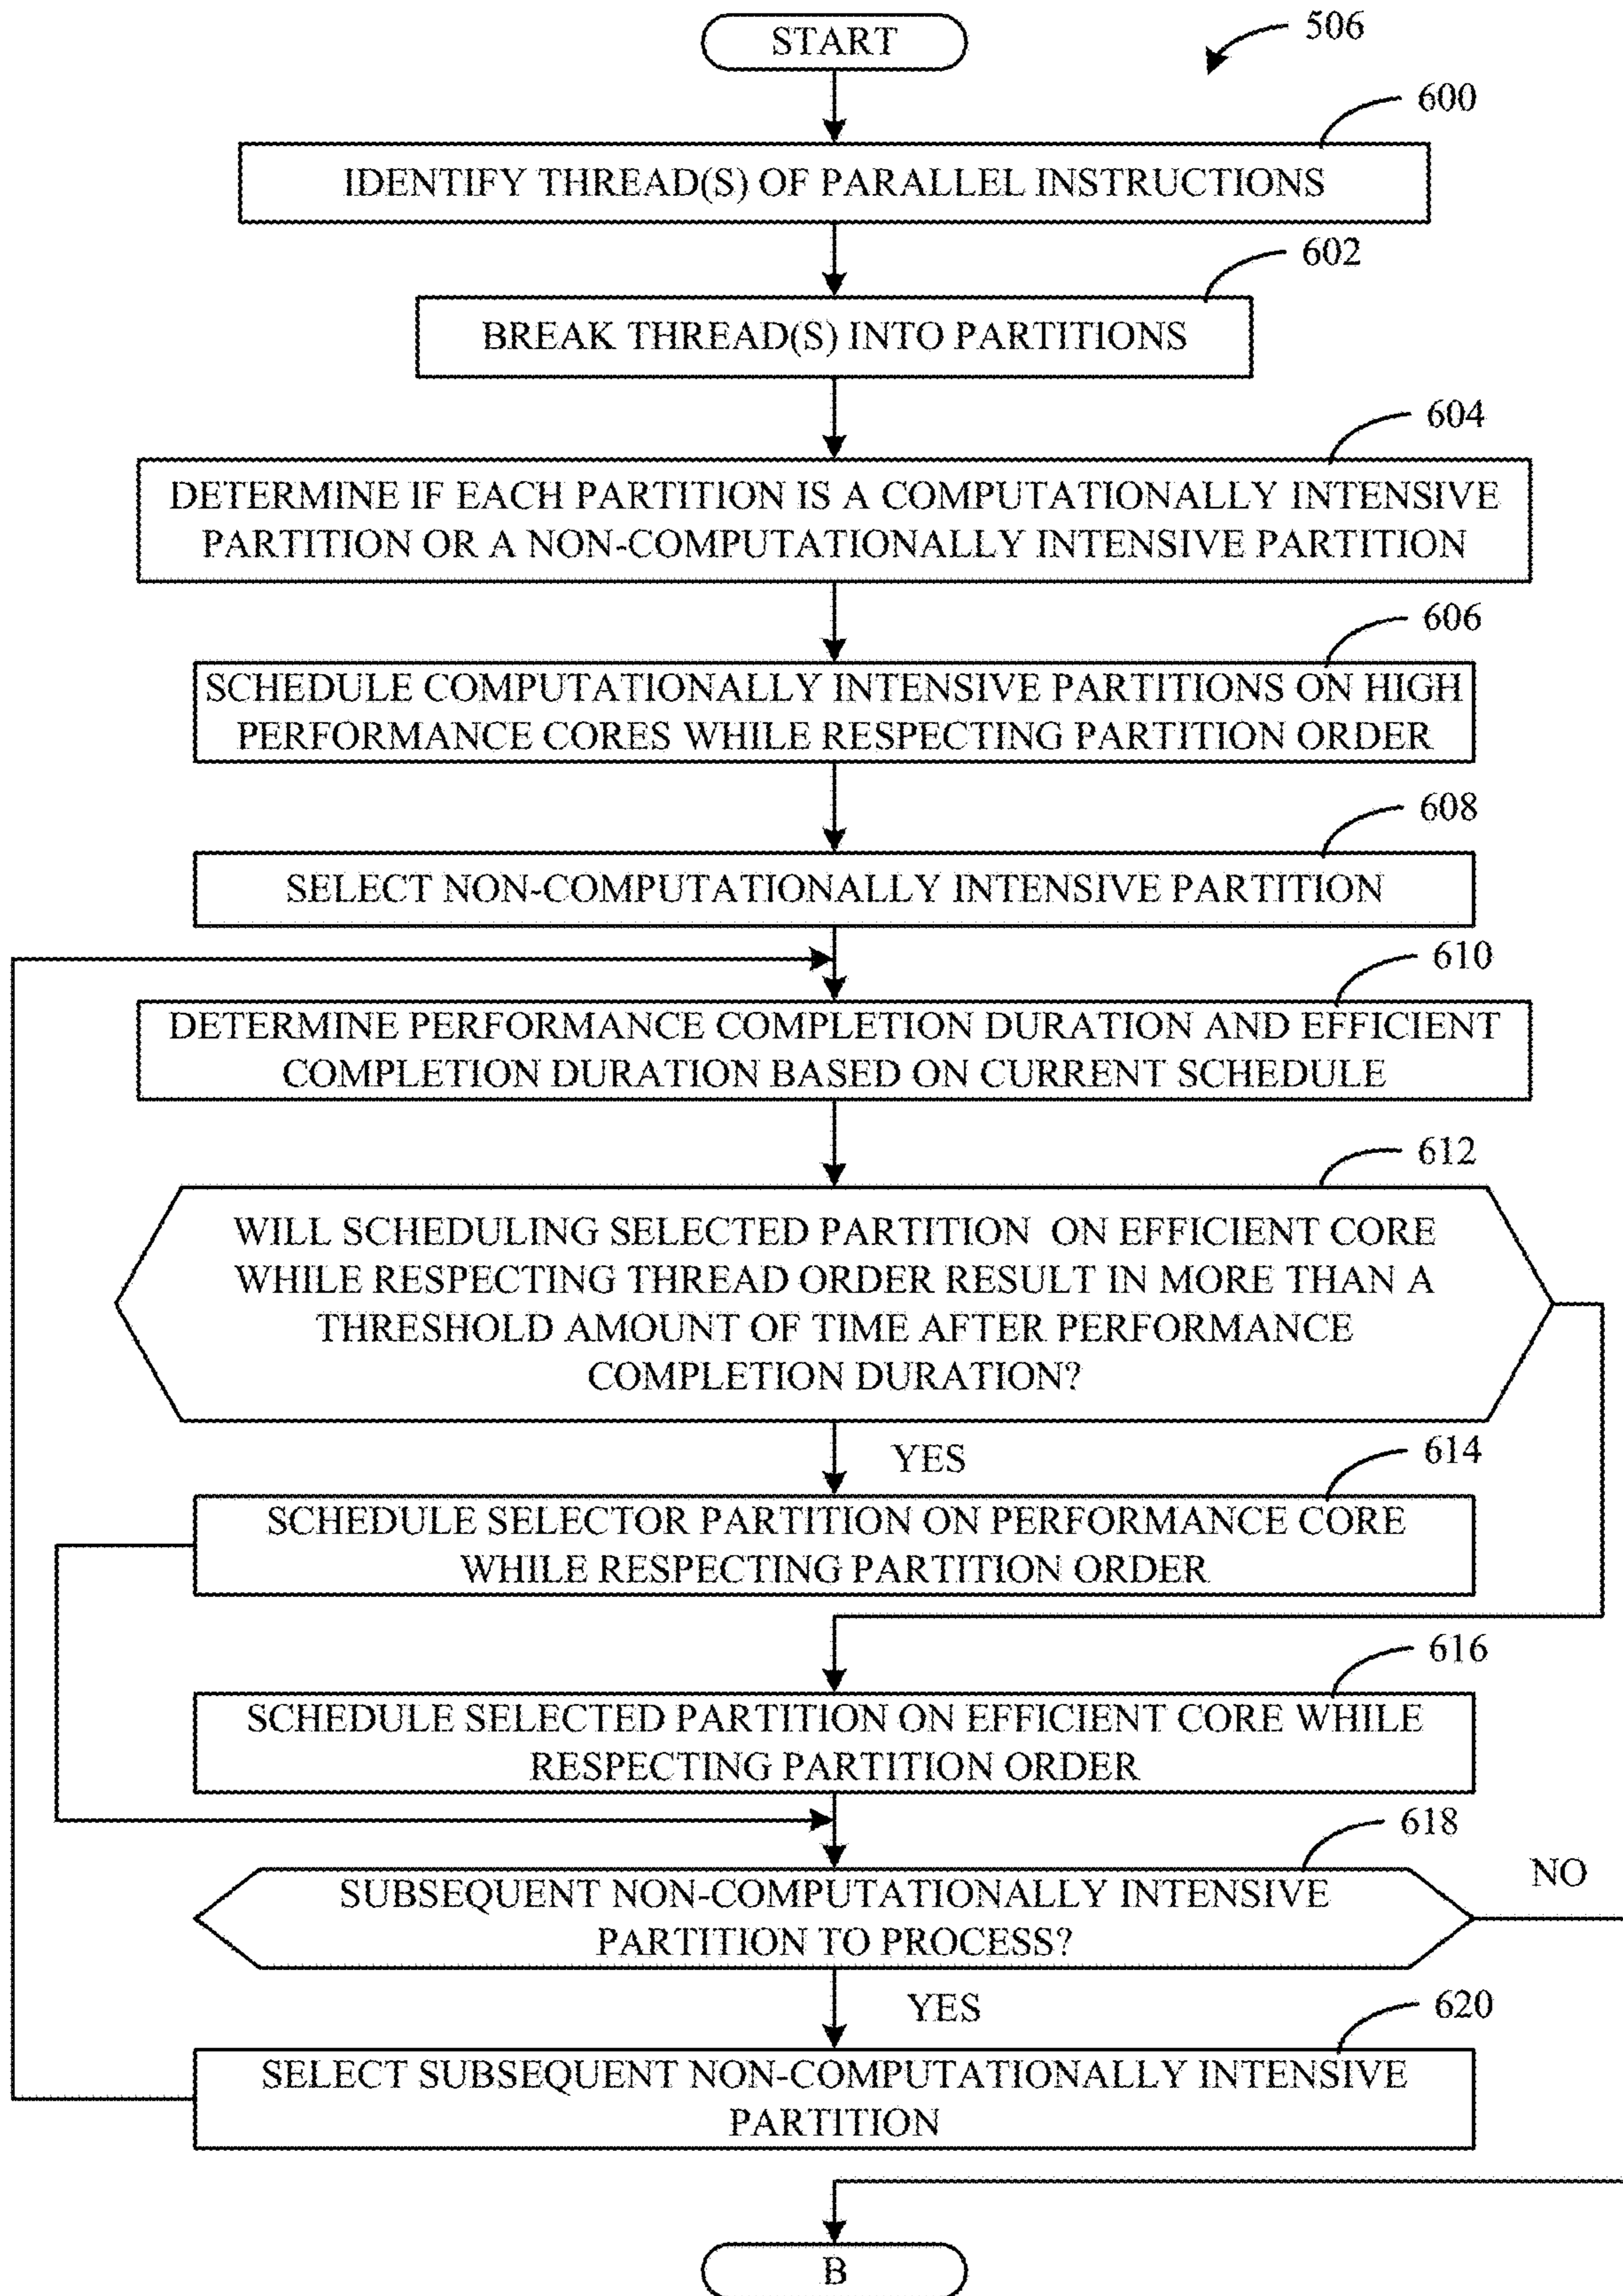 START
506
600
IDENTIFY THREAD(S) OF PARALLEL INSTRUCTIONS
602
BREAK THREAD(S) INTO PARTITIONS
604
DETERMINE IF EACH PARTITION IS A COMPUTATIONALLY INTENSIVE
PARTITION OR A NON-COMPUTATIONALLY INTENSIVE PARTITION
606
SCHEDULE COMPUTATIONALLY INTENSIVE PARTITIONS ON HIGH
PERFORMANCE CORES WHILE RESPECTING PARTITION ORDER
608
SELECT NON-COMPUTATIONALLY INTENSIVE PARTITION
610
DETERMINE PERFORMANCE COMPLETION DURATION AND EFFICIENT
COMPLETION DURATION BASED ON CURRENT SCHEDULE
612
WILL SCHEDULING SELECTED PARTITION ON EFFICIENT CORE
WHILE RESPECTING THREAD ORDER RESULT IN MORE THAN A
THRESHOLD AMOUNT OF TIME AFTER PERFORMANCE
COMPLETION DURATION?
YES
614
SCHEDULE SELECTOR PARTITION ON PERFORMANCE CORE
WHILE RESPECTING PARTITION ORDER
616
SCHEDULE SELECTED PARTITION ON EFFICIENT CORE WHILE
RESPECTING PARTITION ORDER
618
SUBSEQUENT NON-COMPUTATIONALLY INTENSIVE
PARTITION TO PROCESS?
NO
YES
620
SELECT SUBSEQUENT NON-COMPUTATIONALLY INTENSIVE
PARTITION
B